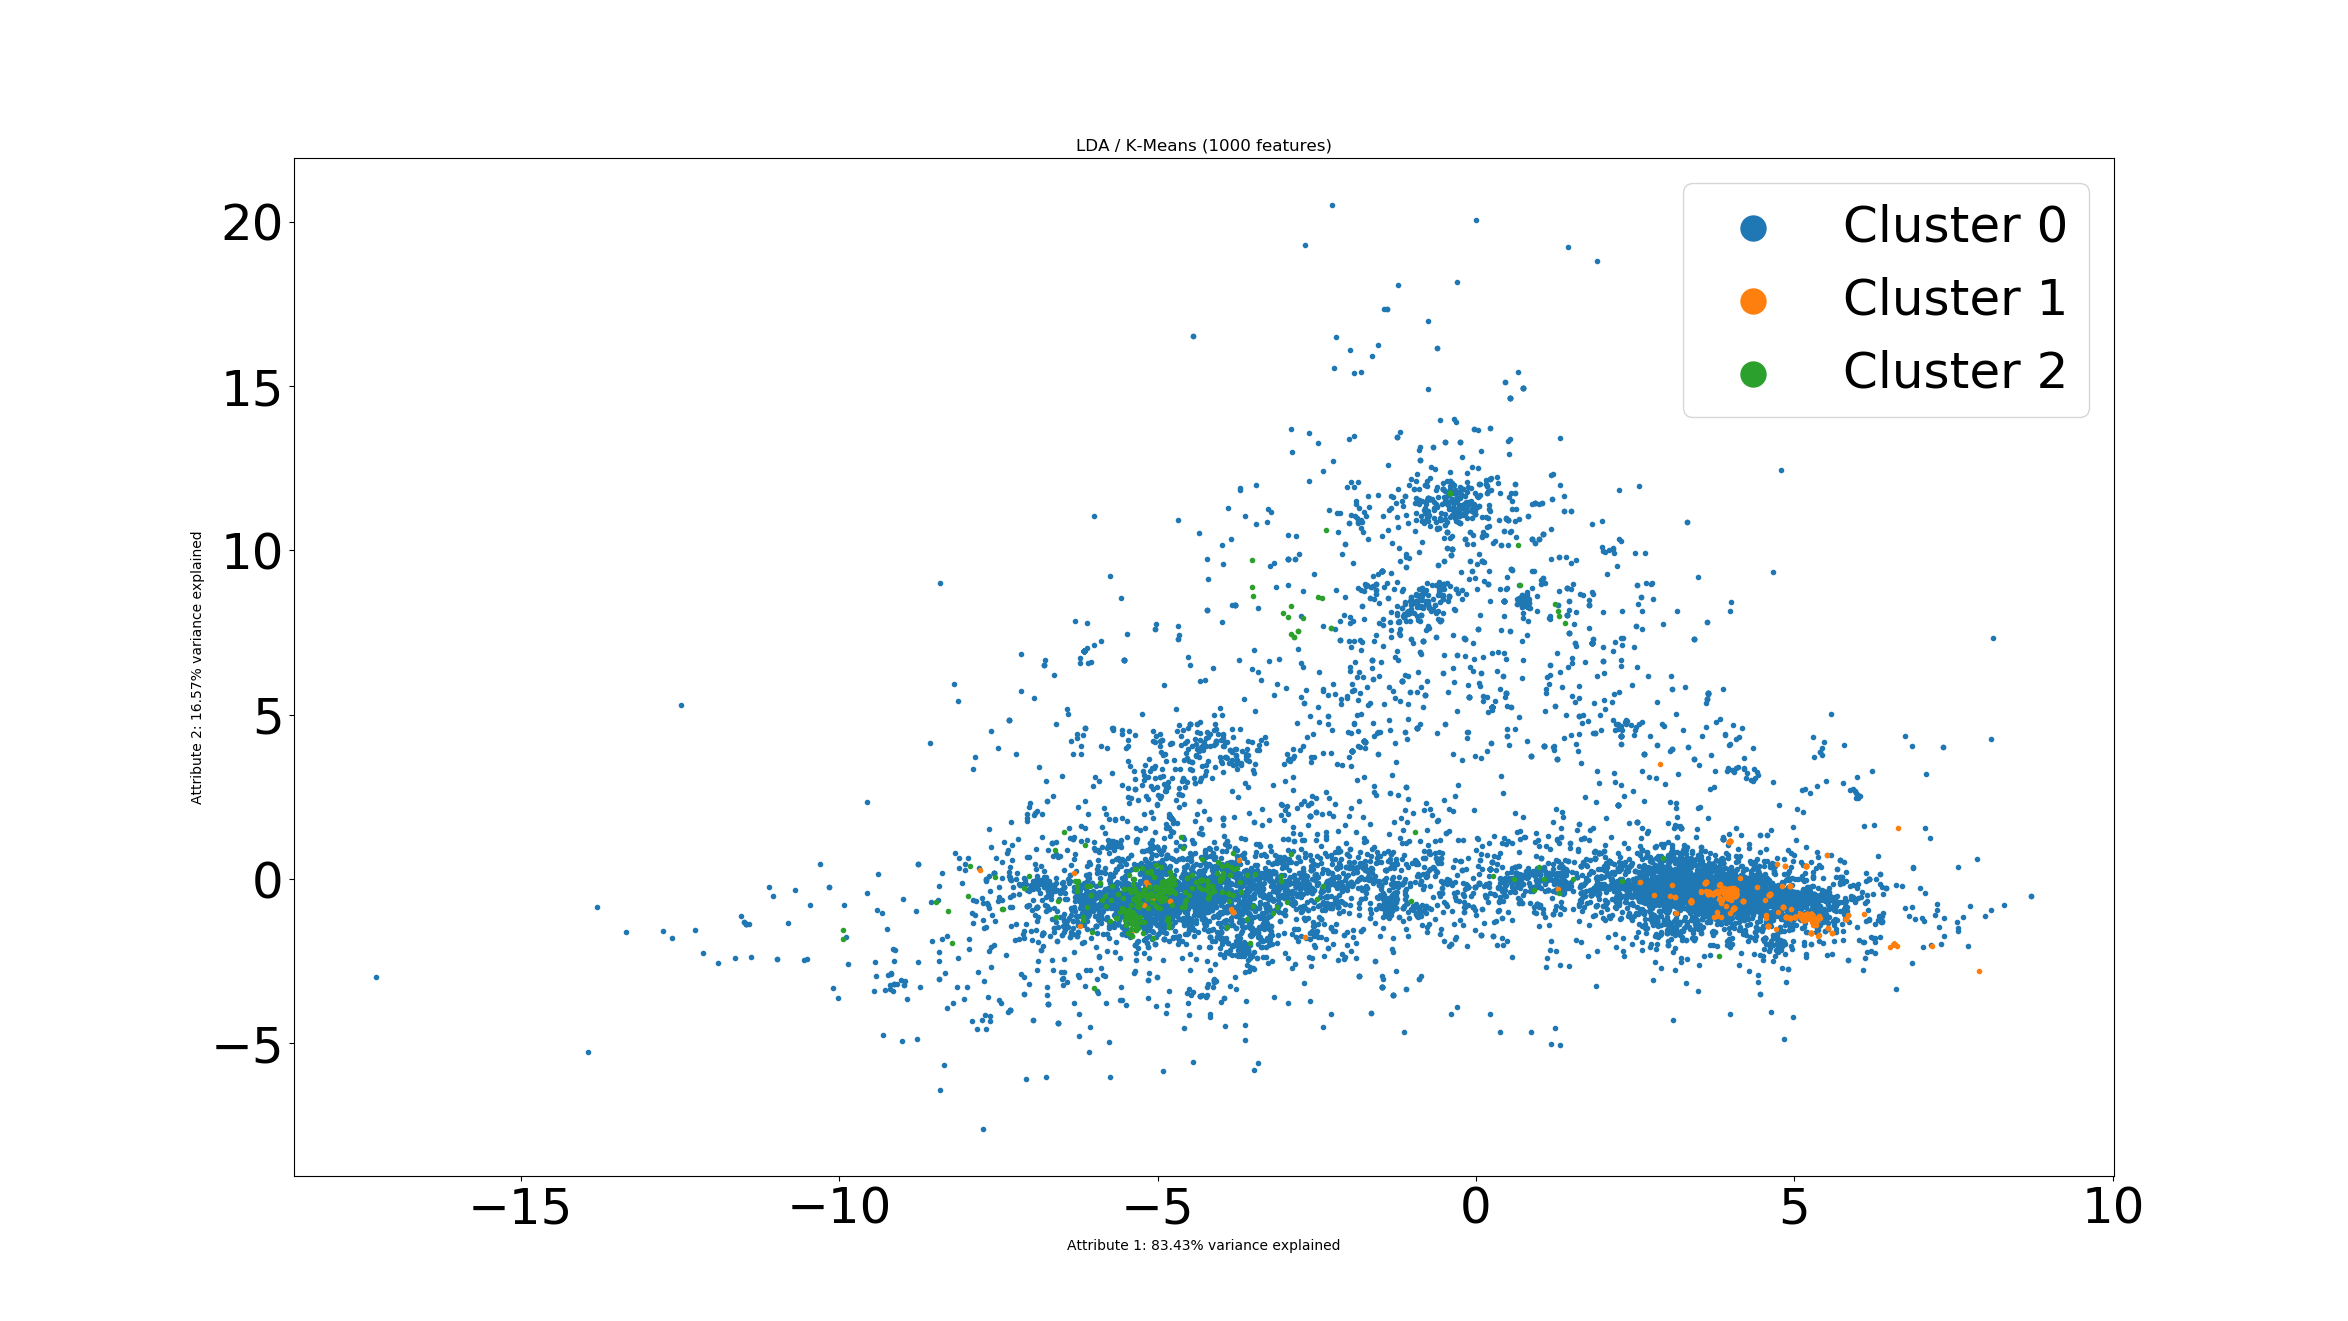 LDA / K-Means (1000 features)
Cluster 0
Cluster 1
Cluster 2
20
15
10
5
0
−5
Attribute 2: 16.57% variance explained
−15
−10
−5
0
5
10
Attribute 1: 83.43% variance explained